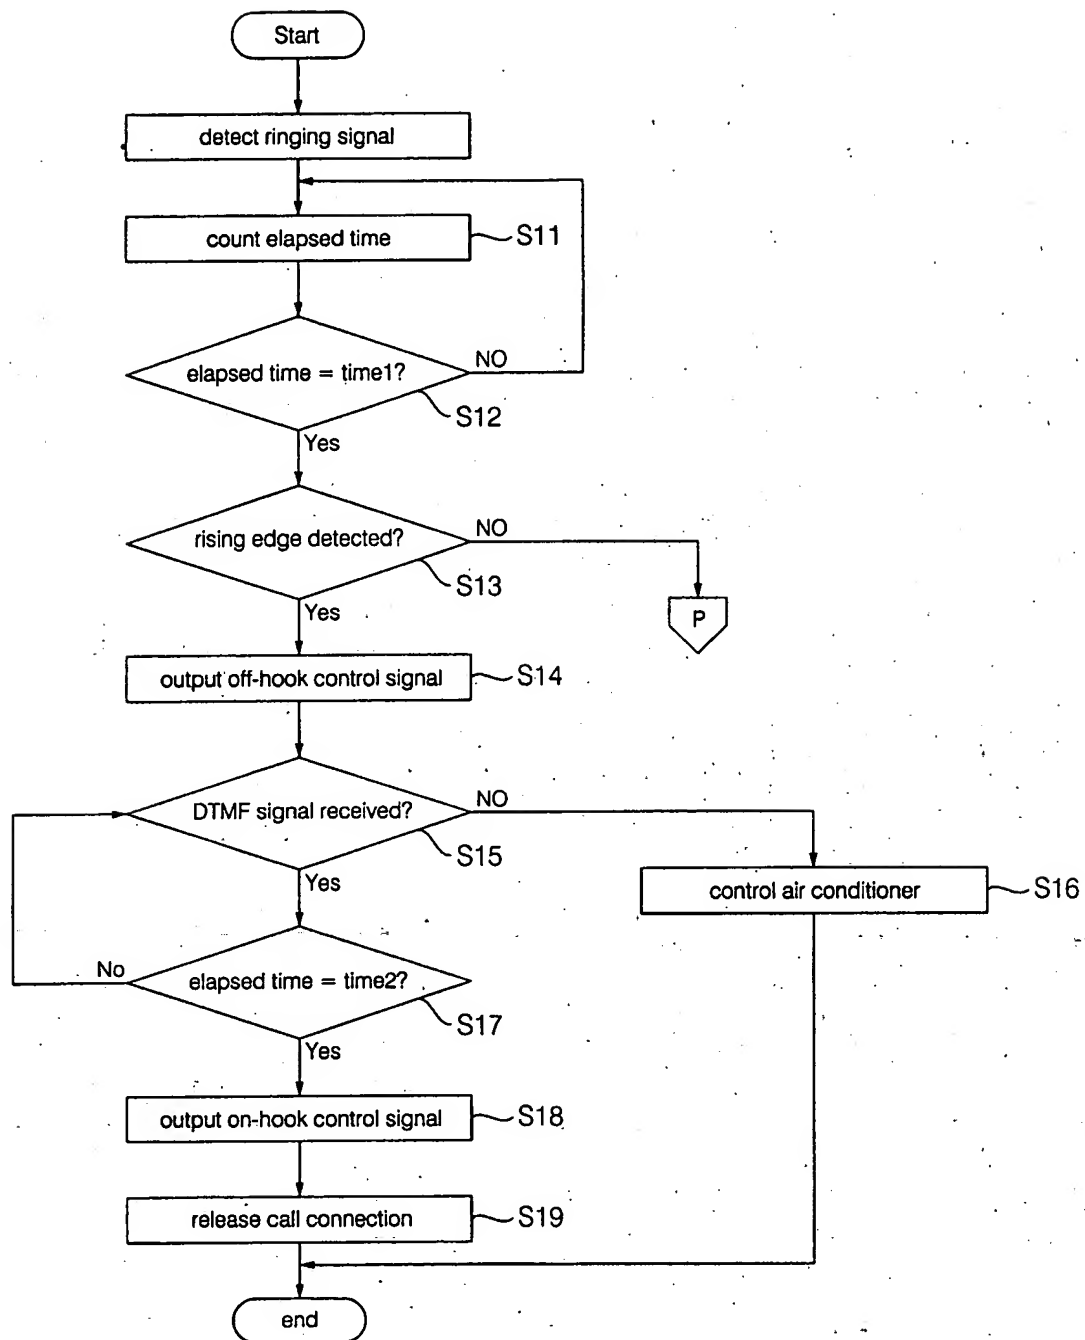 Start
detect ringing signal
count elapsed time
S11
elapsed time = time1?
NO
S12
Yes
rising edge detected?
NO
S13
Yes
P
output off-hook control signal
S14
DTMF signal received?
NO
S15
Yes
control air conditioner
S16
No
elapsed time = time2?
S17
Yes
output on-hook control signal
S18
release call connection
S19
end